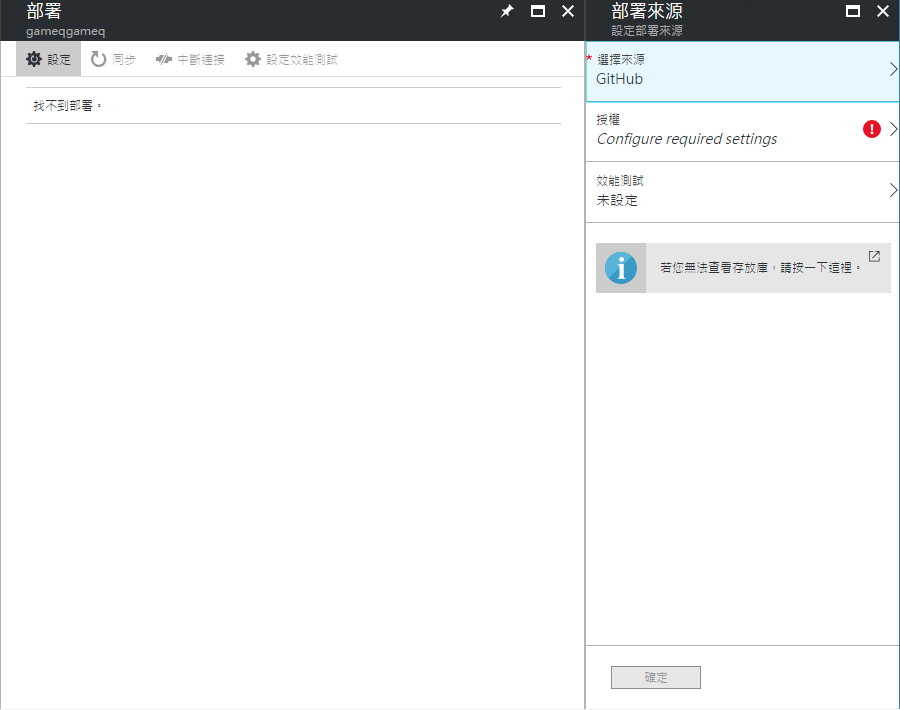 部署
gameqgameq
設定
同步
中斷連接
設定效能測試
找不到部署。
部署來源
設定部署來源
* 選擇來源
GitHub
授權
Configure required settings
效能測試
未設定
若您無法查看存放庫，請按一下這裡。
確定